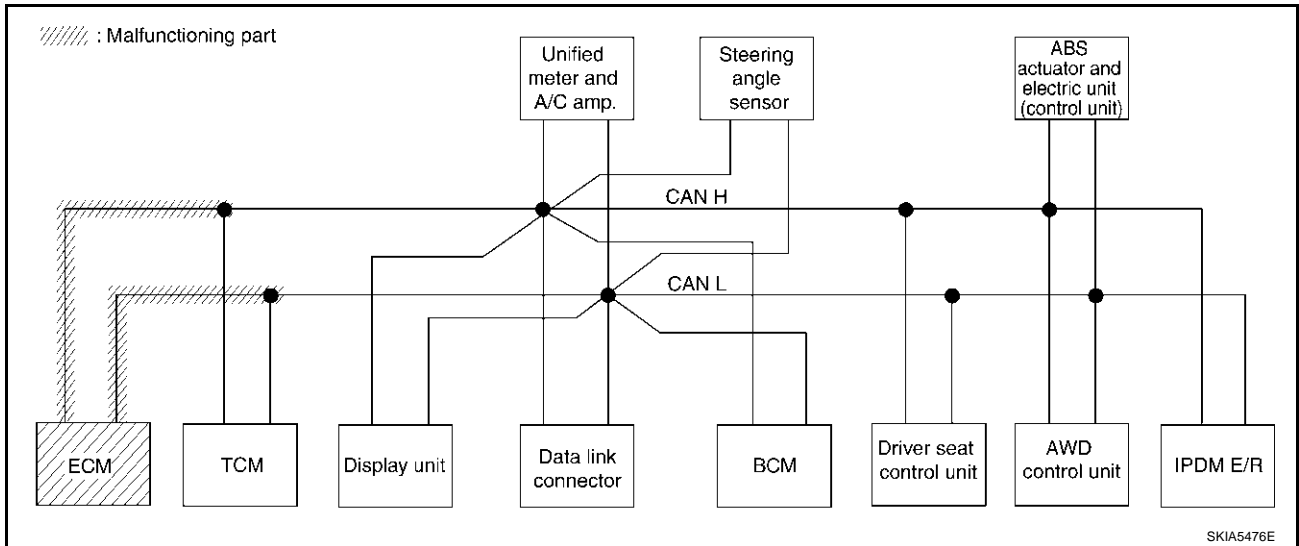 : Malfunctioning part
Unified
meter and
A/C amp.
Steering
angle
sensor
ABS
actuator and
electric unit
(control unit)
CAN H
CAN L
ECM
TCM
Display unit
Data link
connector
BCM
Driver seat
control unit
AWD
control unit
IPDM E/R
SKIA5476E